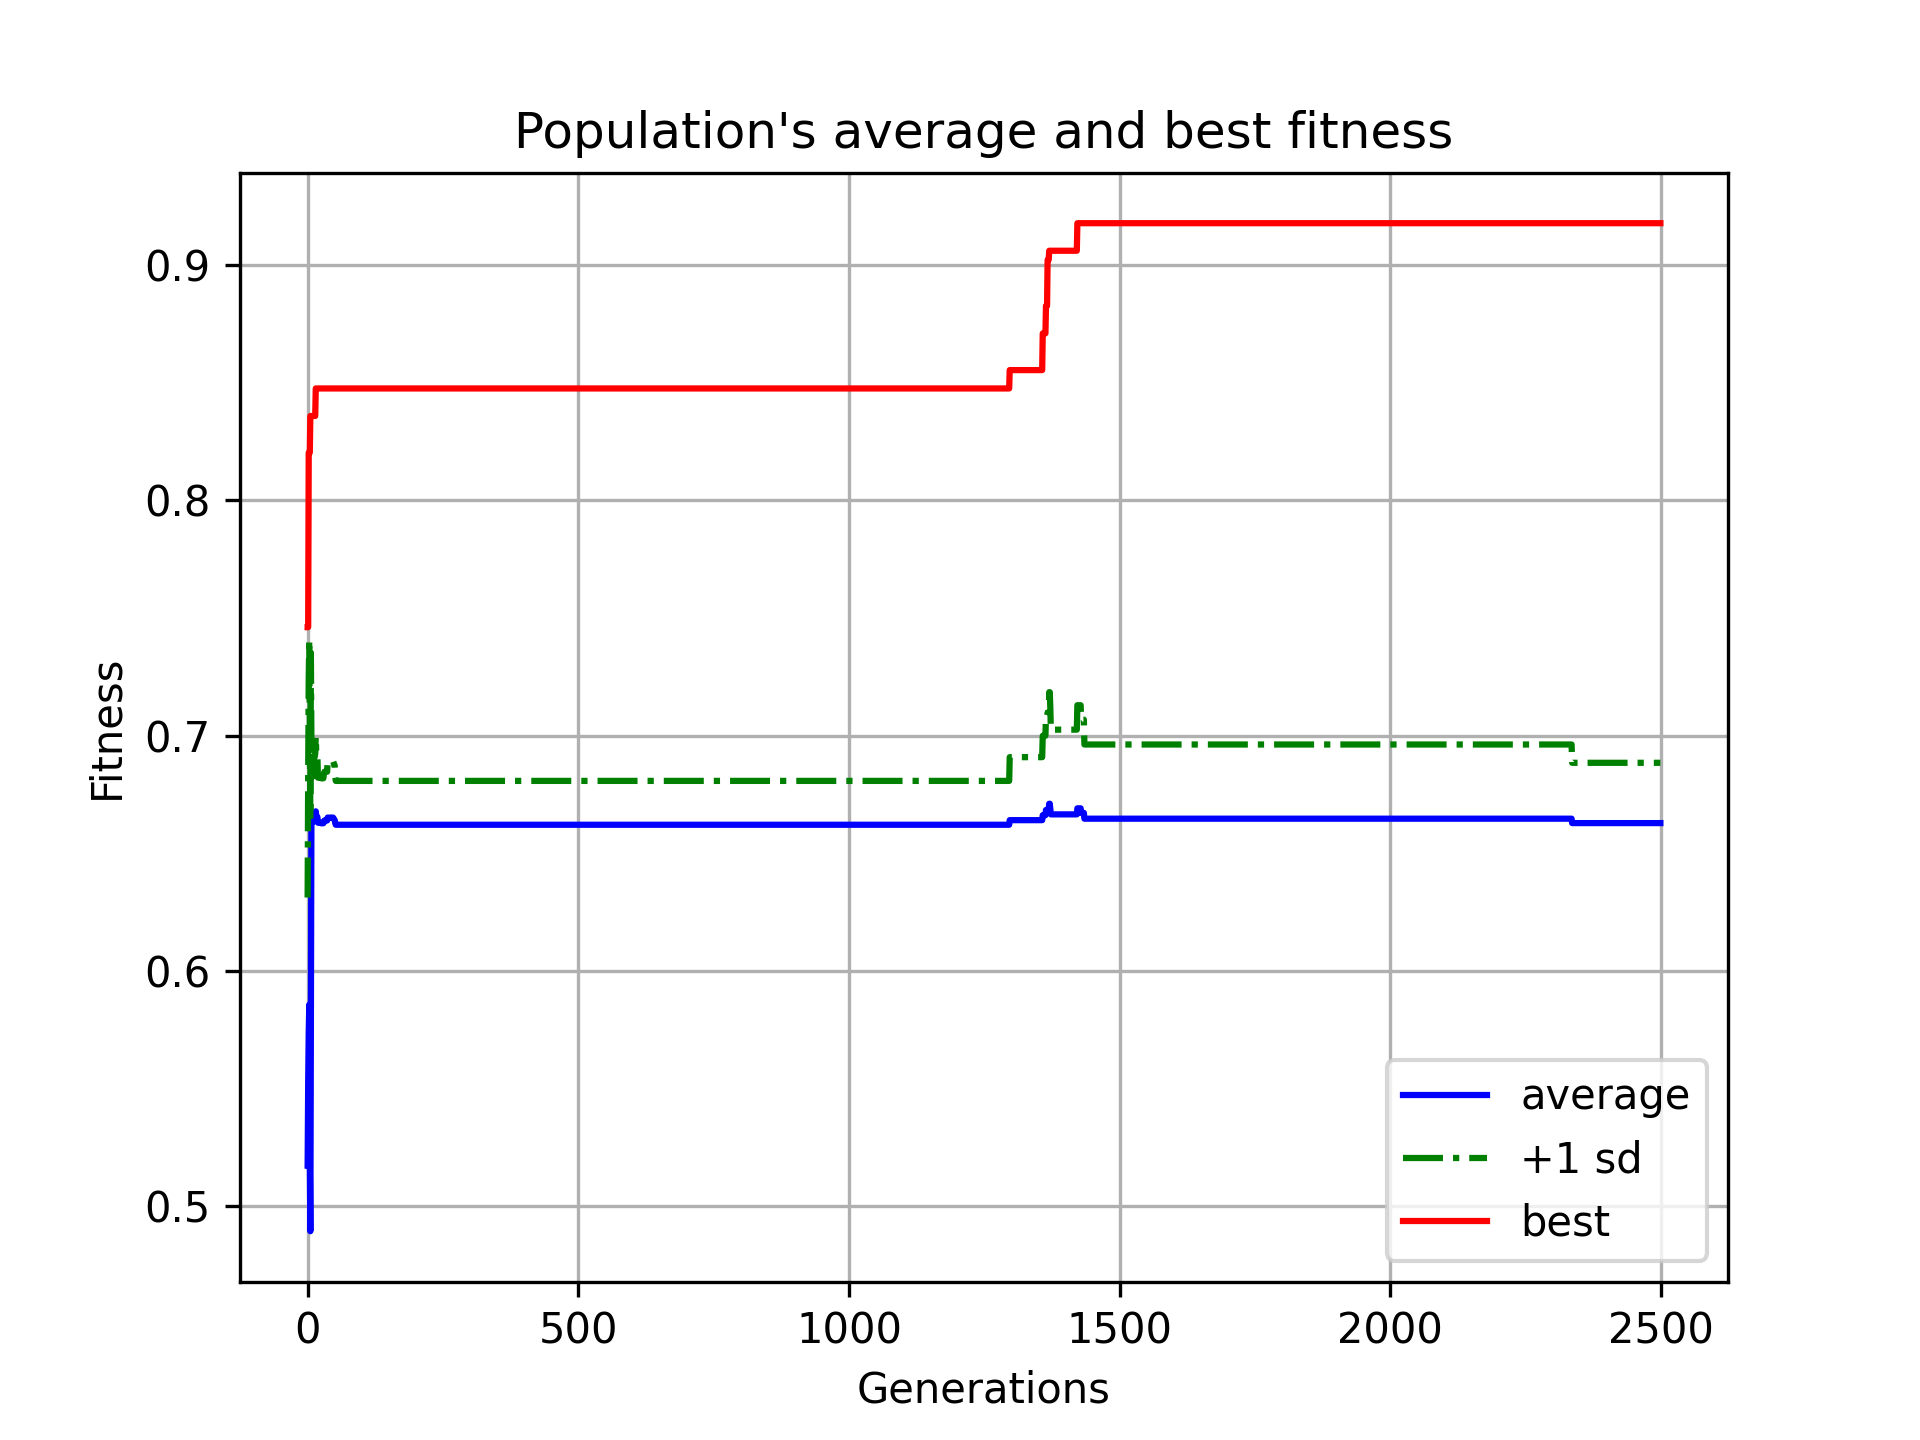 Population's average and best fitness
Fitness
0.9
0.8
0.7
0.6
0.5
0 500 1000 1500 2000 2500
Generations
average
+1 sd
best